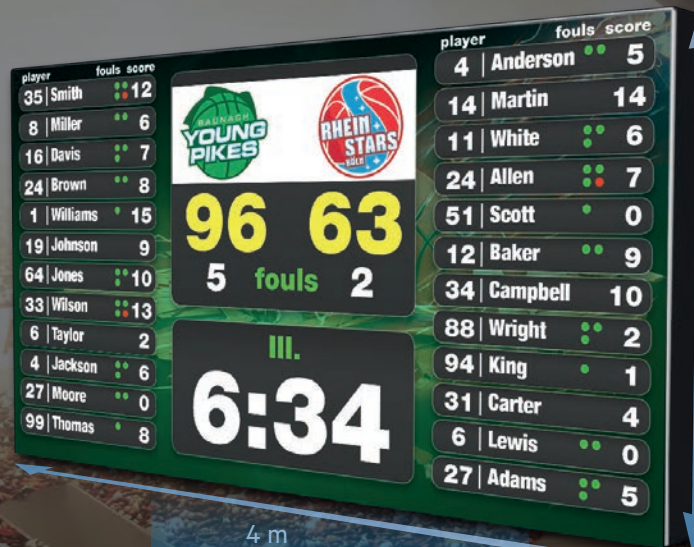 player fouls score
35 Smith 12
8 Miller 6
16 Davis 7
24 Brown 8
1 Williams 15
19 Johnson 9
64 Jones 10
33 Wilson 13
6 Taylor 2
4 Jackson 6
27 Moore 0
99 Thomas 8
BAUNACH
YOUNG
PIKES
RHEIN
STARS
KÖLN
96 63
5 fouls 2
III.
6:34
player fouls score
4 Anderson 5
14 Martin 14
11 White 6
24 Allen 7
51 Scott 0
12 Baker 9
34 Campbell 10
88 Wright 2
94 King 1
31 Carter 4
6 Lewis 0
27 Adams 5
4 m